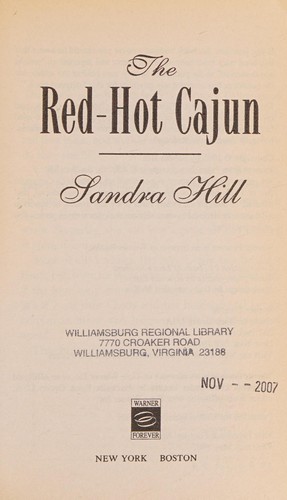 The
Red-Hot Cajun
Sandra Hill
WILLIAMSBURG REGIONAL LIBRARY
7770 CROAKER ROAD
WILLIAMSBURG, VIRGINIA 23188
NOV -- 2007
WARNER
FOREVER
NEW YORK BOSTON